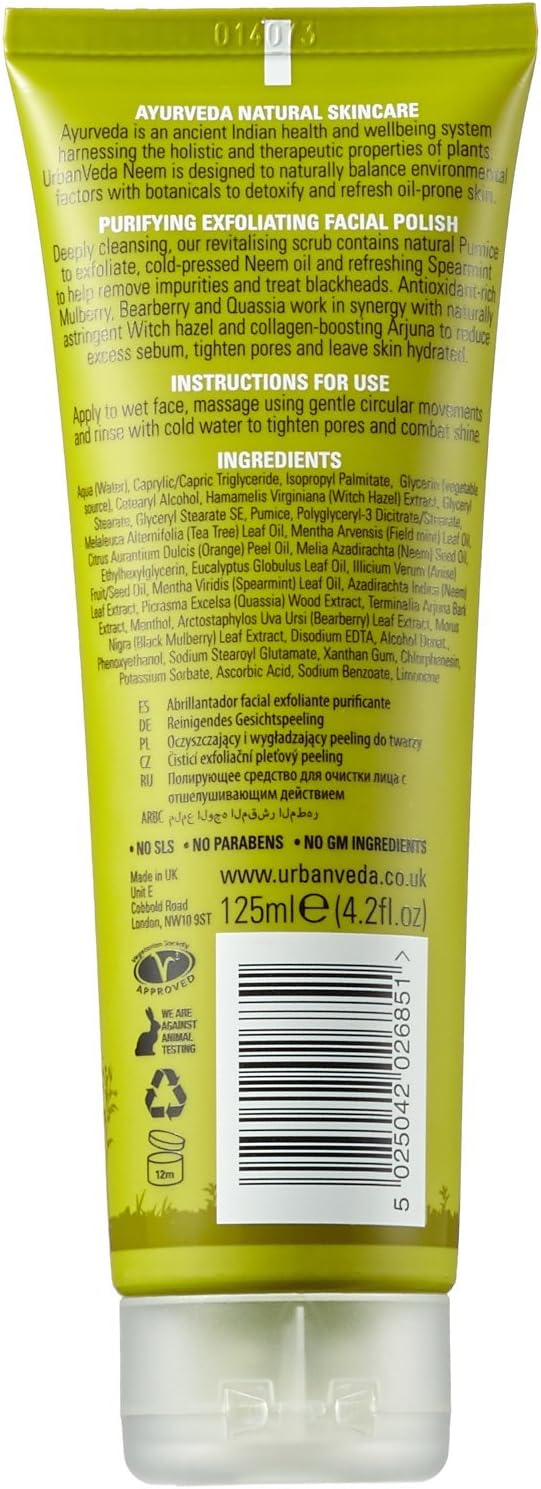 014073
AYURVEDA NATURAL SKINCARE
Ayurveda is an ancient Indian health and wellbeing system
harnessing the holistic and therapeutic properties of plants.
UrbanVeda Neem is designed to naturally balance environmental
factors with botanicals to detoxify and refresh oil-prone skin.
PURIFYING EXFOLIATING FACIAL POLISH
Deeply cleansing, our revitalising scrub contains natural Pumice
to exfoliate, cold-pressed Neem oil and refreshing Spearmint
to help remove impurities and treat blackheads. Antioxidant-rich
Mulberry, Bearberry and Quassia work in synergy with naturally
astringent Witch hazel and collagen-boosting Arjuna to reduce
excess sebum, tighten pores and leave skin hydrated.
INSTRUCTIONS FOR USE
Apply to wet face, massage using gentle circular movements
and rinse with cold water to tighten pores and combat shine.
INGREDIENTS
Aqua (Water), Caprylic/Capric Triglyceride, Isopropyl Palmitate, Glycerin (vegetable
source), Cetearyl Alcohol, Hamamelis Virginiana (Witch Hazel) Extract, Glyceryl
Stearate, Glyceryl Stearate SE, Pumice, Polyglyceryl-3 Dicitrate/Stearate,
Melaleuca Alternifolia (Tea Tree) Leaf Oil, Mentha Arvensis (Field mint) Leaf Oil,
Citrus Aurantium Dulcis (Orange) Peel Oil, Melia Azadirachta (Neem) Seed Oil,
Ethylhexylglycerin, Eucalyptus Globulus Leaf Oil, Illicium Verum (Anise)
Fruit/Seed Oil, Mentha Viridis (Spearmint) Leaf Oil, Azadirachta Indica (Neem)
Leaf Extract, Picrasma Excelsa (Quassia) Wood Extract, Terminalia Arjuna Bark
Extract, Menthol, Arctostaphylos Uva Ursi (Bearberry) Leaf Extract, Morus
Nigra (Black Mulberry) Leaf Extract, Disodium EDTA, Alcohol Denat.,
Phenoxyethanol, Sodium Stearoyl Glutamate, Xanthan Gum, Chlorphenesin,
Potassium Sorbate, Ascorbic Acid, Sodium Benzoate, Limonene
ES Abrillantador facial exfoliante purificante
DE Reinigendes Gesichtspeeling
PL Oczyszczający i wygładzający peeling do twarzy
CZ Čisticí exfoliační pleťový peeling
RU Полирующее средство для очистки лица с
отшелушивающим действием
ARBC ملمع الوجه المقشر المطهر
• NO SLS • NO PARABENS • NO GM INGREDIENTS
Made in UK
Unit E
Cobbold Road
London, NW10 9ST
www.urbanveda.co.uk
125ml e (4.2fl.oz)
Vegetarian Society
APPROVED
WE ARE
AGAINST
ANIMAL
TESTING
12m
5 025042 026851 >